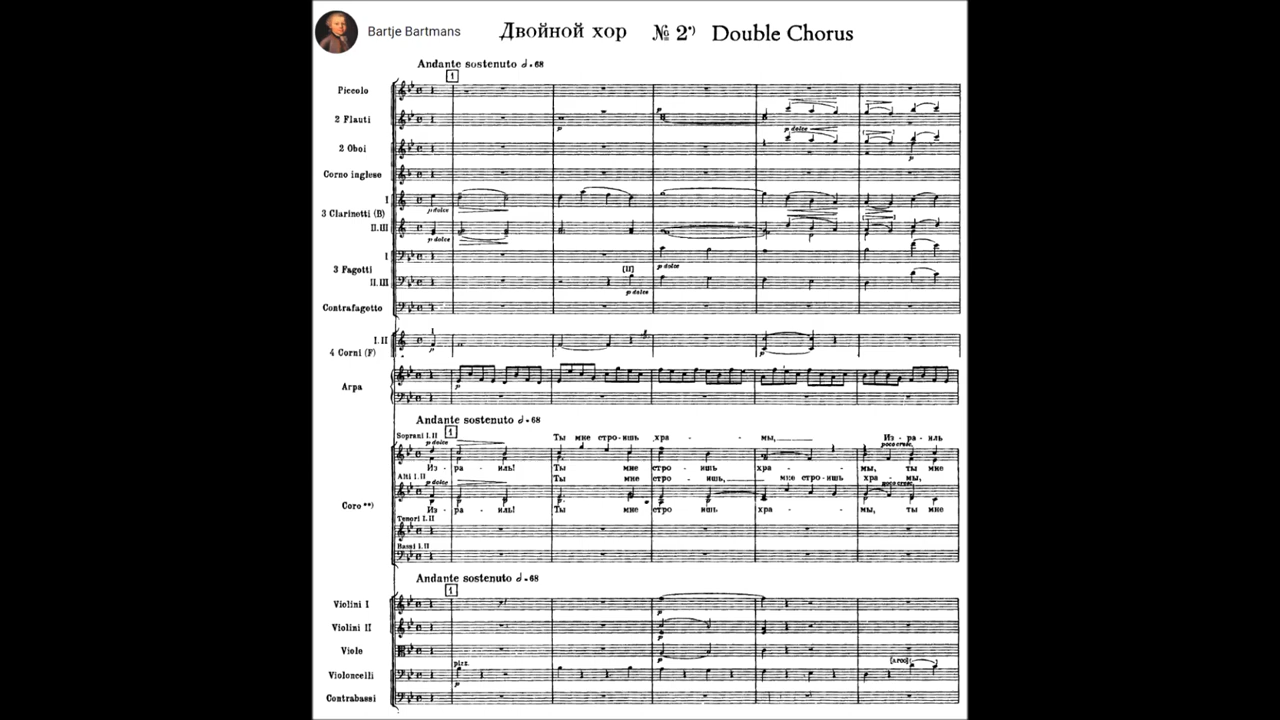 Bartje Bartmans
Двойной хор № 2*) Double Chorus
Andante sostenuto 𝅗𝅥=68
1
Piccolo
2 Flauti
p
p
p dolce
2 Oboi
p
Corno inglese
I
p dolce
3 Clarinetti (B)
II.III
p dolce
I
p dolce
3 Fagotti
[II]
II.III
p dolce
Contrafagotto
I
I.II
p
p
4 Corni (F)
Arpa
p
Andante sostenuto 𝅗𝅥=68
1
Soprani I.II
p dolce
Ты мне стро-ишь хра - мы, Из - ра - иль
poco cresc.
Из - ра - иль! Ты мне стро - ишь хра - мы, ты мне
Alti I.II
p dolce
Ты мне стро - ишь, мне стро-ишь хра - мы,
poco cresc.
Coro **)
Из - ра - иль! Ты мне стро - ишь хра - мы, ты мне
Tenori I.II
Bassi I.II
Andante sostenuto 𝅗𝅥=68
1
Violini I
p
Violini II
p
Viole
p
pizz.
[arco]
Violoncelli
p
Contrabassi